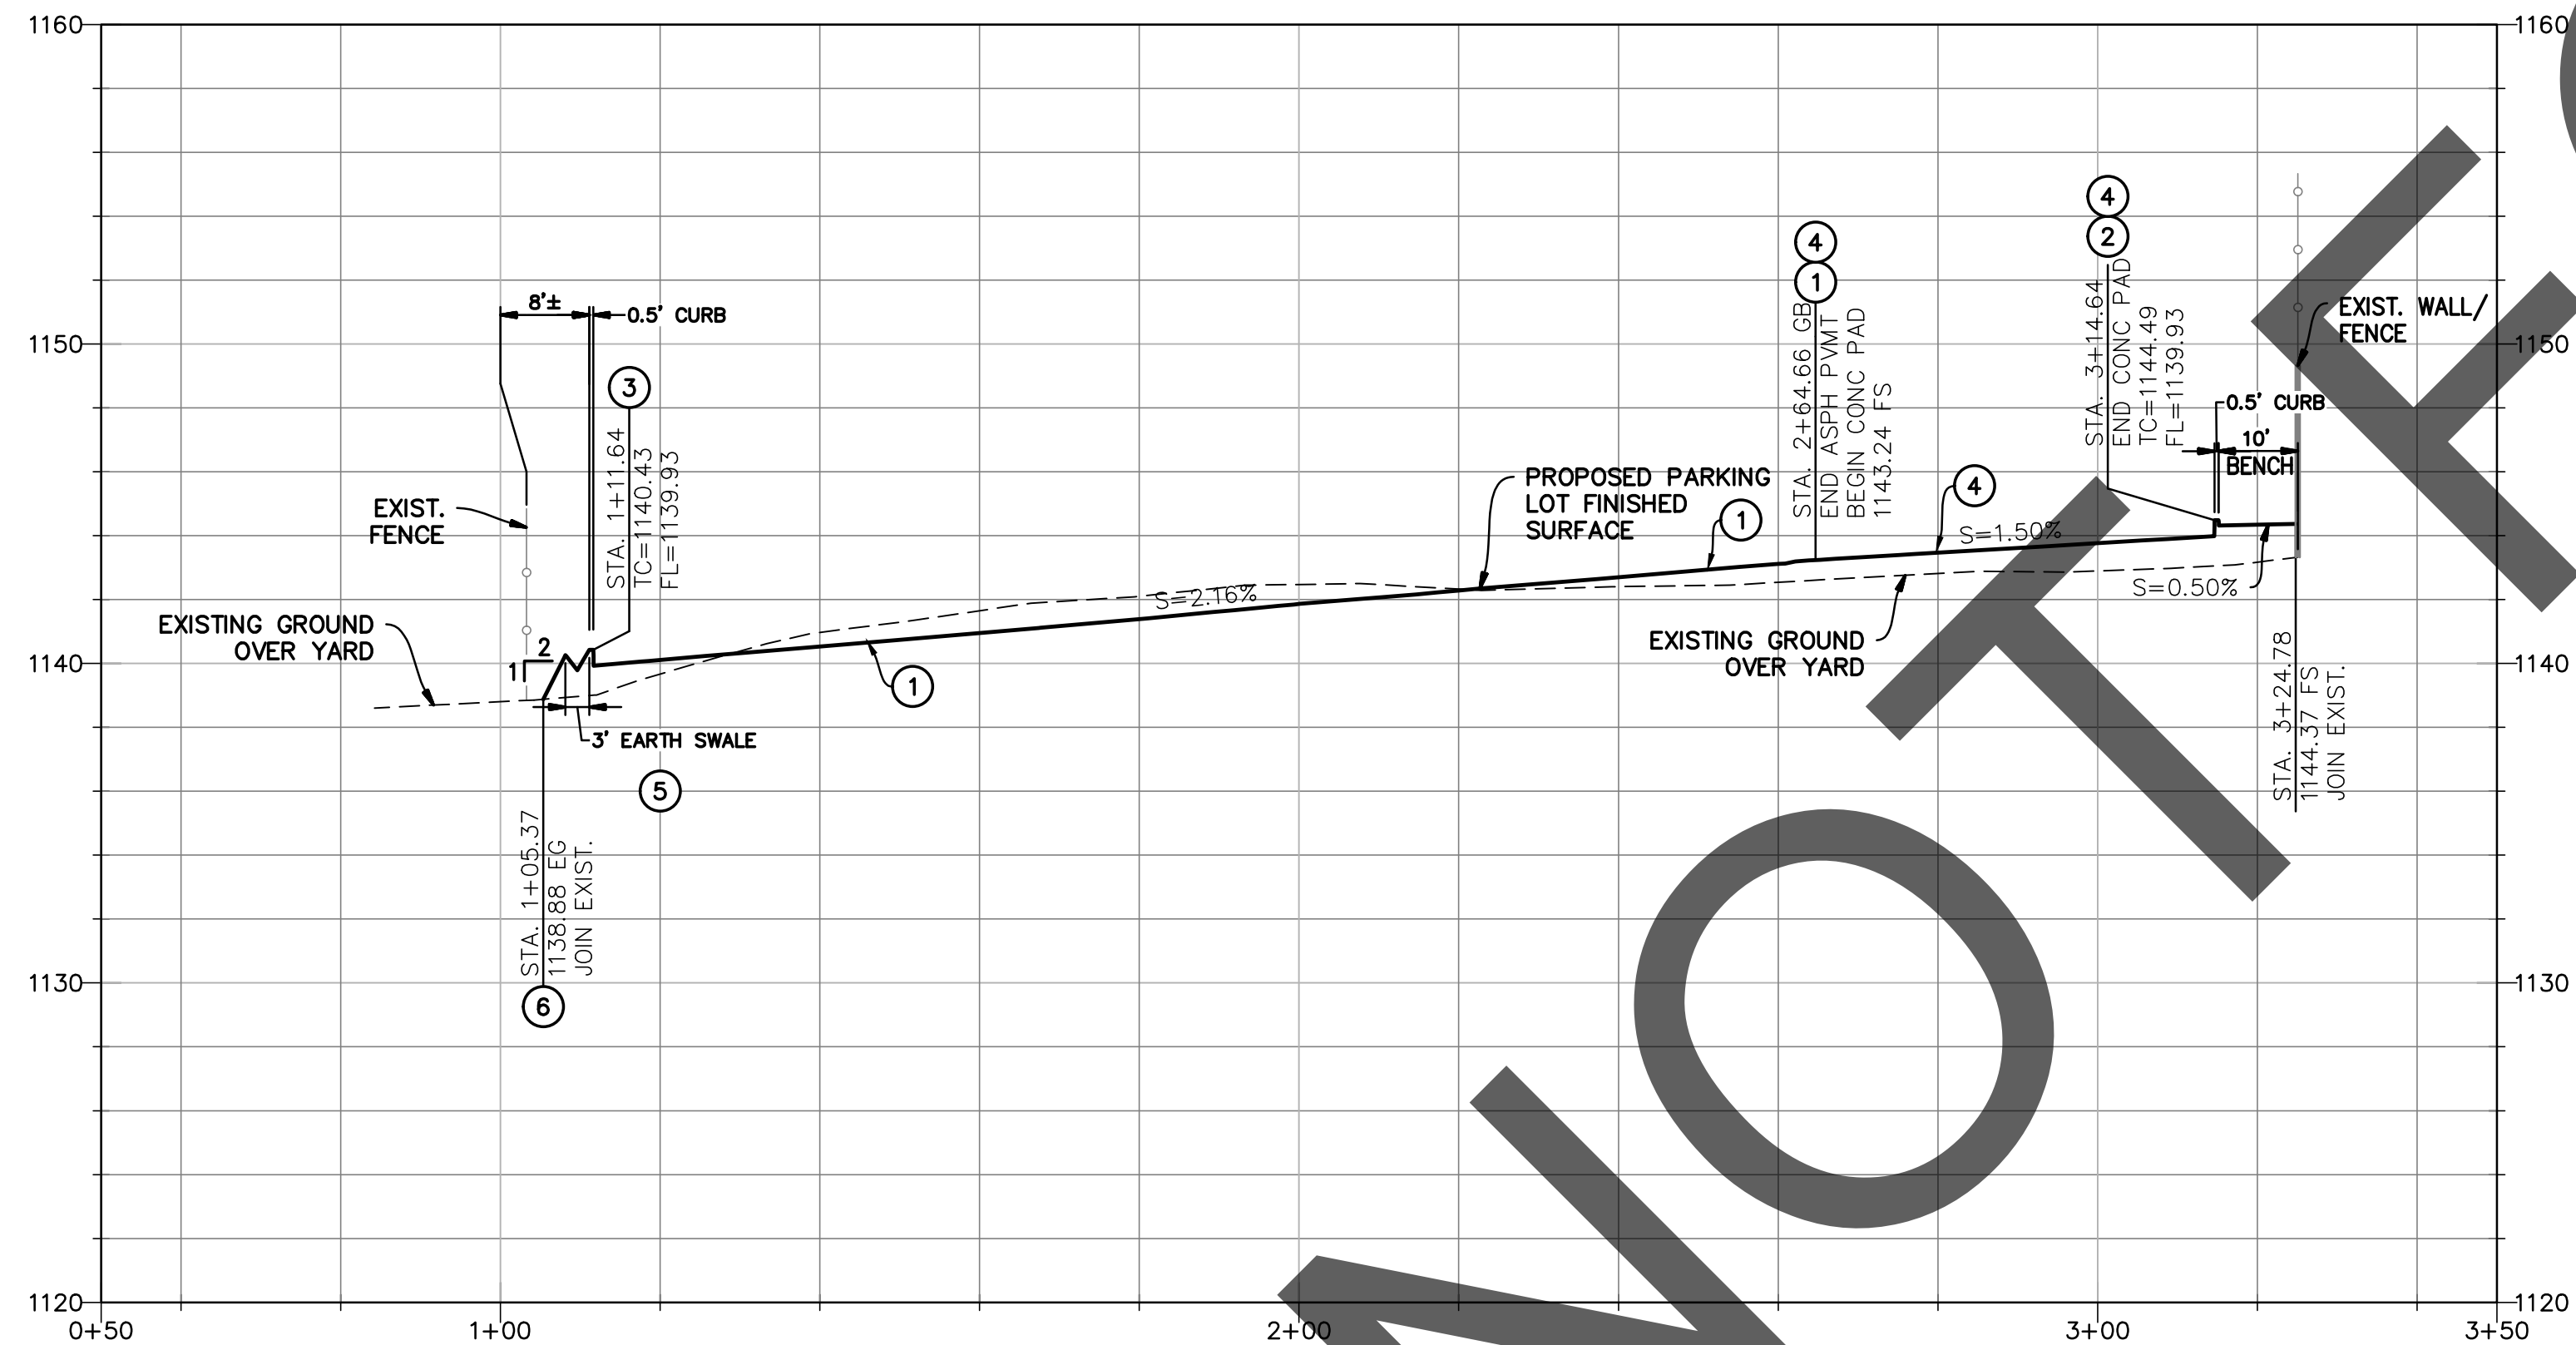 1160
1160
4
2
4
1
STA. 3+14.64
END CONC PAD
TC=1144.49
FL=1139.93
8'±
0.5' CURB
EXIST. WALL/
FENCE
STA. 2+64.66 GB
END ASPH PVMT
BEGIN CONC PAD
1143.24 FS
1150
1150
3
0.5' CURB
10'
BENCH
STA. 1+11.64
TC=1140.43
FL=1139.93
PROPOSED PARKING
LOT FINISHED
SURFACE
4
1
EXIST.
FENCE
S=1.50%
S=2.16%
S=0.50%
EXISTING GROUND
OVER YARD
2
1
EXISTING GROUND
OVER YARD
1140
1140
1
STA. 3+24.78
1144.37 FS
JOIN EXIST.
3' EARTH SWALE
5
STA. 1+05.37
1138.88 EG
JOIN EXIST.
6
1130
1130
1120
1120
0+50
1+00
2+00
3+00
3+50
NOT